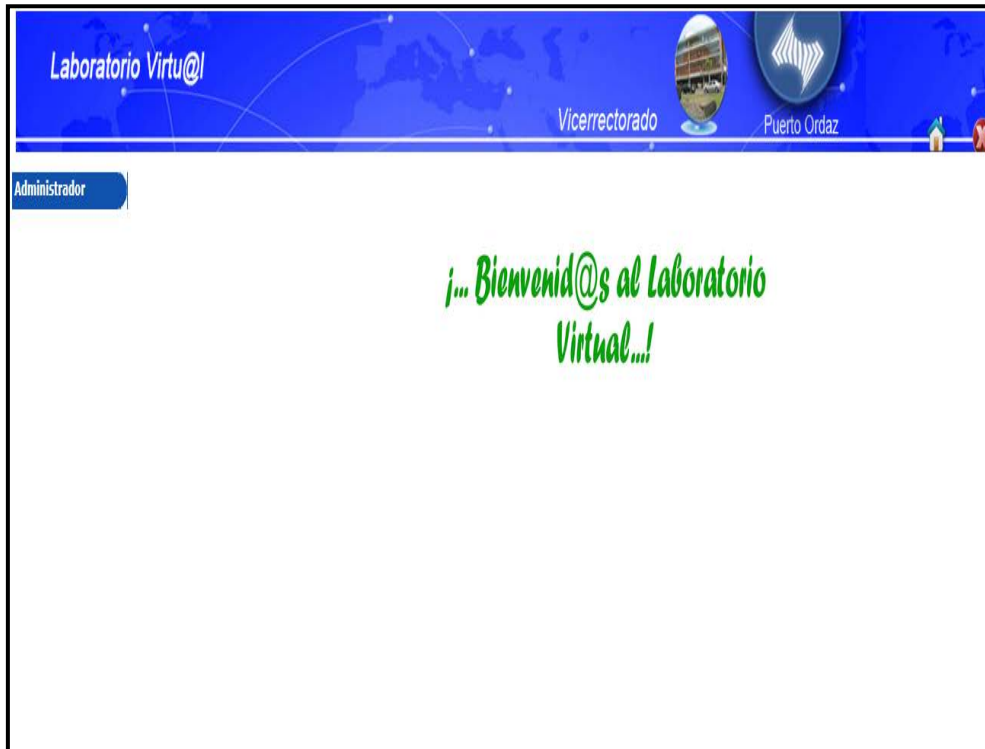 Laboratorio Virtu@l
Vicerrectorado
Puerto Ordaz
Administrador
¡... Bienvenid@s al Laboratorio
Virtual...!